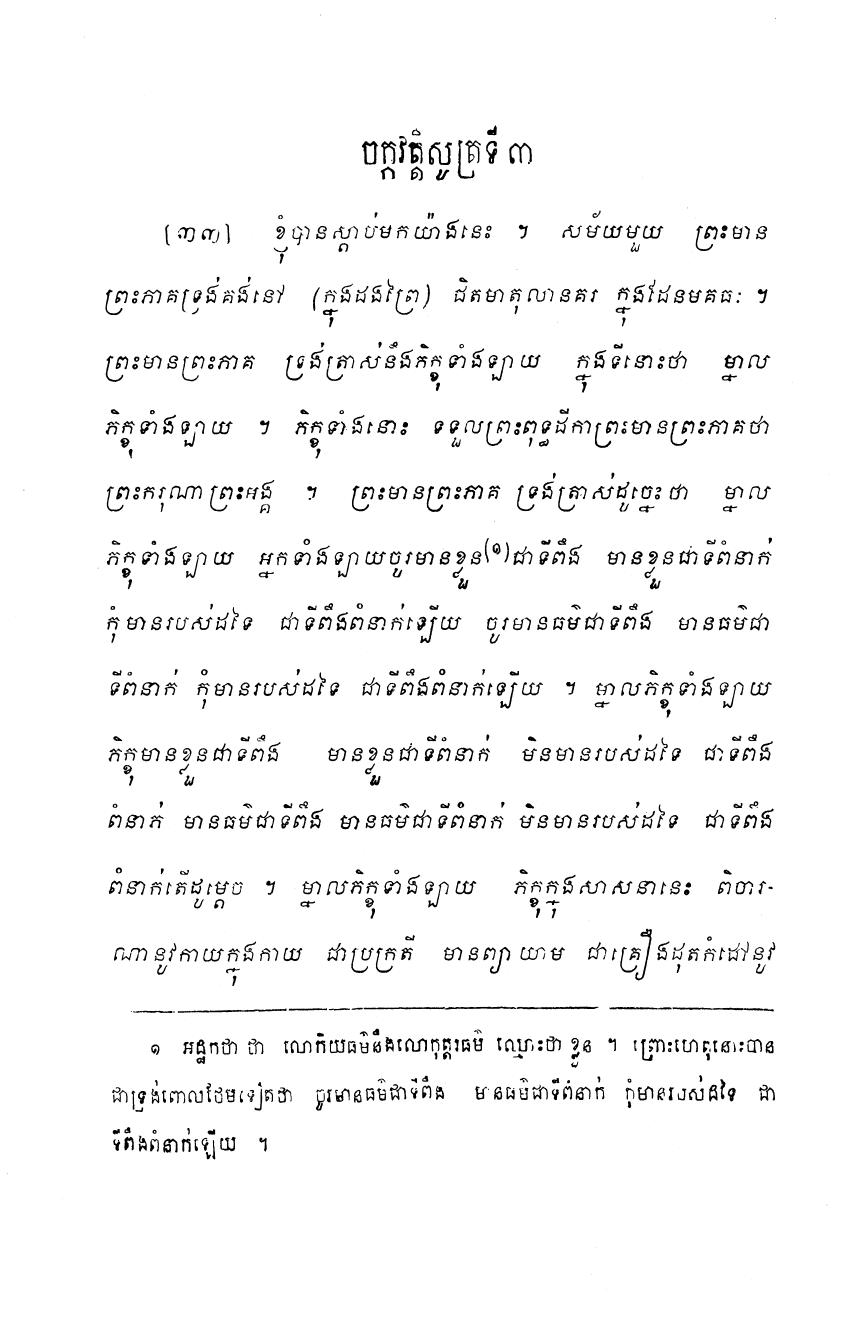 ចក្កវត្តិសូត្រទី ៣
[៣៣] ខ្ញុំបានស្តាប់មកយ៉ាងនេះ ។ សម័យមួយ ព្រះមាន
ព្រះភាគទ្រង់គង់នៅ (ក្នុងដងព្រៃ) ជិតមាតុលានគរ ក្នុងដែនមគធៈ ។
ព្រះមានព្រះភាគ ទ្រង់ត្រាស់នឹងភិក្ខុទាំងឡាយ ក្នុងទីនោះថា ម្នាល
ភិក្ខុទាំងឡាយ ។ ភិក្ខុទាំងនោះ ទទួលព្រះពុទ្ធដីកាព្រះមានព្រះភាគថា
ព្រះករុណាព្រះអង្គ ។ ព្រះមានព្រះភាគ ទ្រង់ត្រាស់ដូច្នេះថា ម្នាល
ភិក្ខុទាំងឡាយ អ្នកទាំងឡាយចូរមានខ្លួន(១)ជាទីពឹង មានខ្លួនជាទីពំនាក់
កុំមានរបស់ដទៃ ជាទីពឹងពំនាក់ឡើយ ចូរមានធម៌ជាទីពឹង មានធម៌ជា
ទីពំនាក់ កុំមានរបស់ដទៃ ជាទីពឹងពំនាក់ឡើយ ។ ម្នាលភិក្ខុទាំងឡាយ
ភិក្ខុមានខ្លួនជាទីពឹង មានខ្លួនជាទីពំនាក់ មិនមានរបស់ដទៃ ជាទីពឹង
ពំនាក់ មានធម៌ជាទីពឹង មានធម៌ជាទីពំនាក់ មិនមានរបស់ដទៃ ជាទីពឹង
ពំនាក់តើដូម្តេច ។ ម្នាលភិក្ខុទាំងឡាយ ភិក្ខុក្នុងសាសនានេះ ពិចារ-
ណានូវកាយក្នុងកាយ ជាប្រក្រតី មានព្យាយាម ជាគ្រឿងដុតកំដៅនូវ
១ អដ្ឋកថា ថា លោកិយធម៌នឹងលោកុត្តរធម៌ ឈ្មោះថា ខ្លួន ។ ព្រោះហេតុនោះបាន
ជាទ្រង់ពោលថែមទៀតថា ចូរមានធម៌ជាទីពឹង មានធម៌ជាទីពំនាក់ កុំមានរបស់ដទៃ ជា
ទីពឹងពំនាក់ឡើយ ។